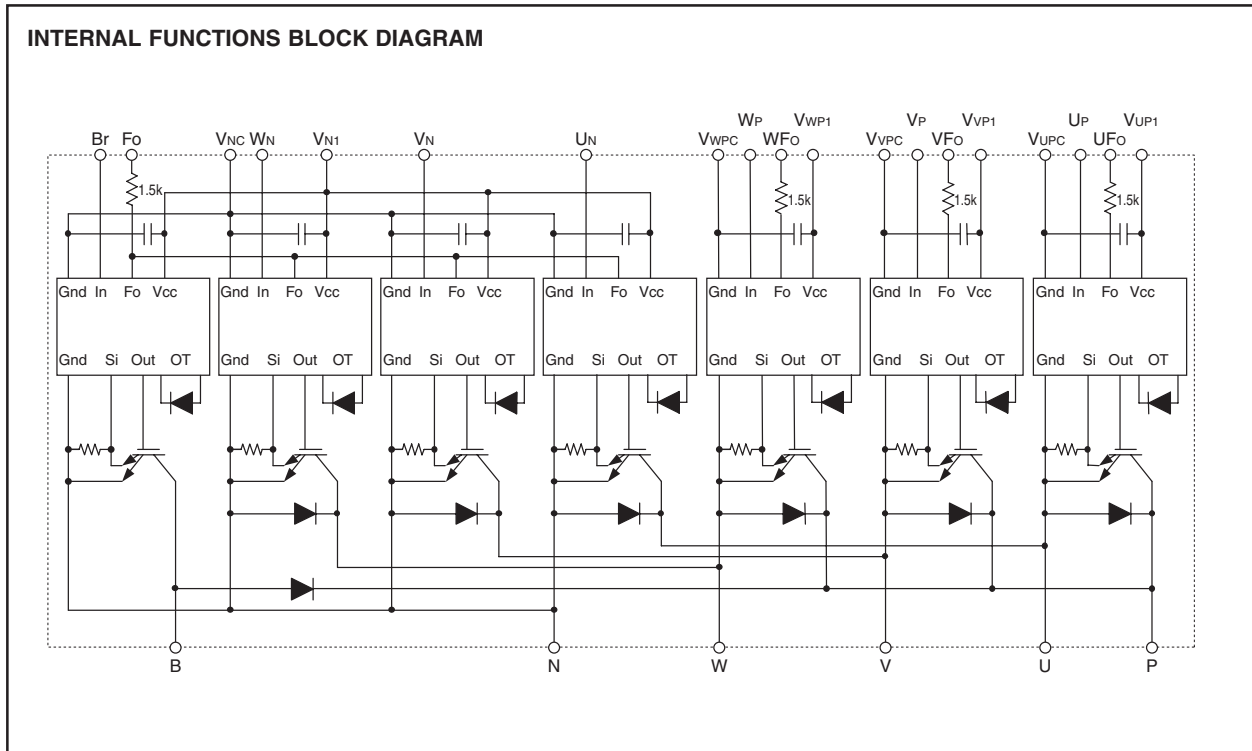 INTERNAL FUNCTIONS BLOCK DIAGRAM
WP VWP1 VP VVP1 UP VUP1
Br FO VNC WN VN1 VN UN VWPC WFO VVPC VFO VUPC UFO
1.5k 1.5k 1.5k 1.5k
Gnd In Fo Vcc Gnd In Fo Vcc Gnd In Fo Vcc Gnd In Fo Vcc Gnd In Fo Vcc Gnd In Fo Vcc Gnd In Fo Vcc
Gnd Si Out OT Gnd Si Out OT Gnd Si Out OT Gnd Si Out OT Gnd Si Out OT Gnd Si Out OT Gnd Si Out OT
B N W V U P